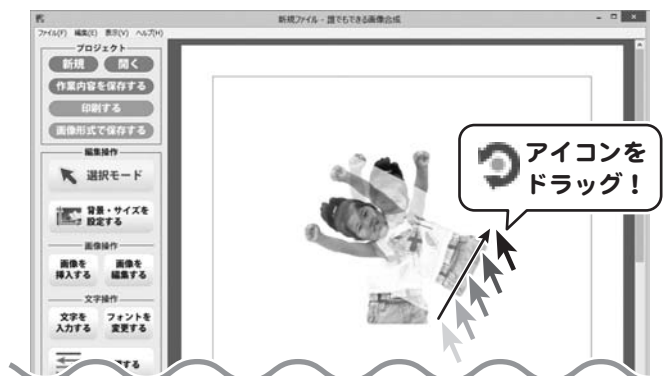 新規ファイル - 誰でもできる画像合成
ファイル(F) 編集(E) 表示(V) ヘルプ(H)
プロジェクト
新規 開く
作業内容を保存する
印刷する
画像形式で保存する
編集操作
選択モード
背景・サイズを
設定する
画像操作
画像を
挿入する
画像を
編集する
文字操作
文字を
入力する
フォントを
変更する
アイコンを
ドラッグ！